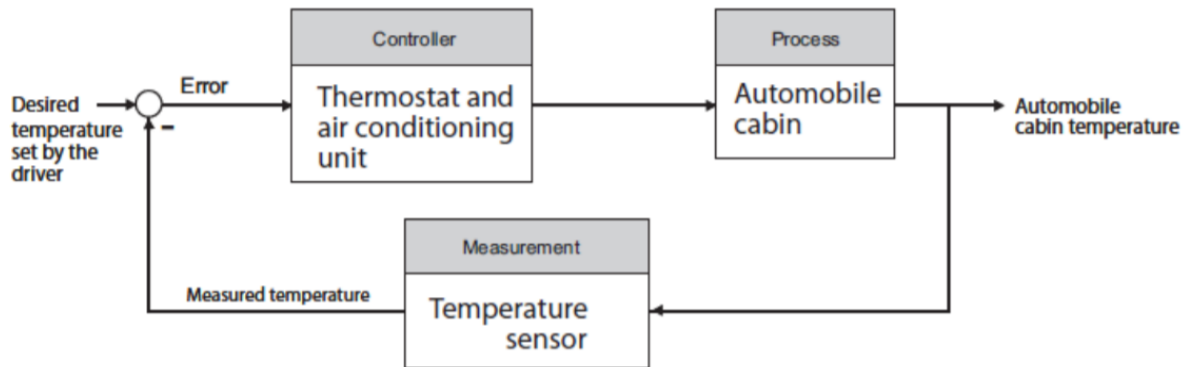 Controller
Process
Error
Thermostat and
air conditioning
unit
Automobile
cabin
Desired
temperature
set by the
driver
-
Automobile
cabin temperature
Measurement
Measured temperature
Temperature
sensor